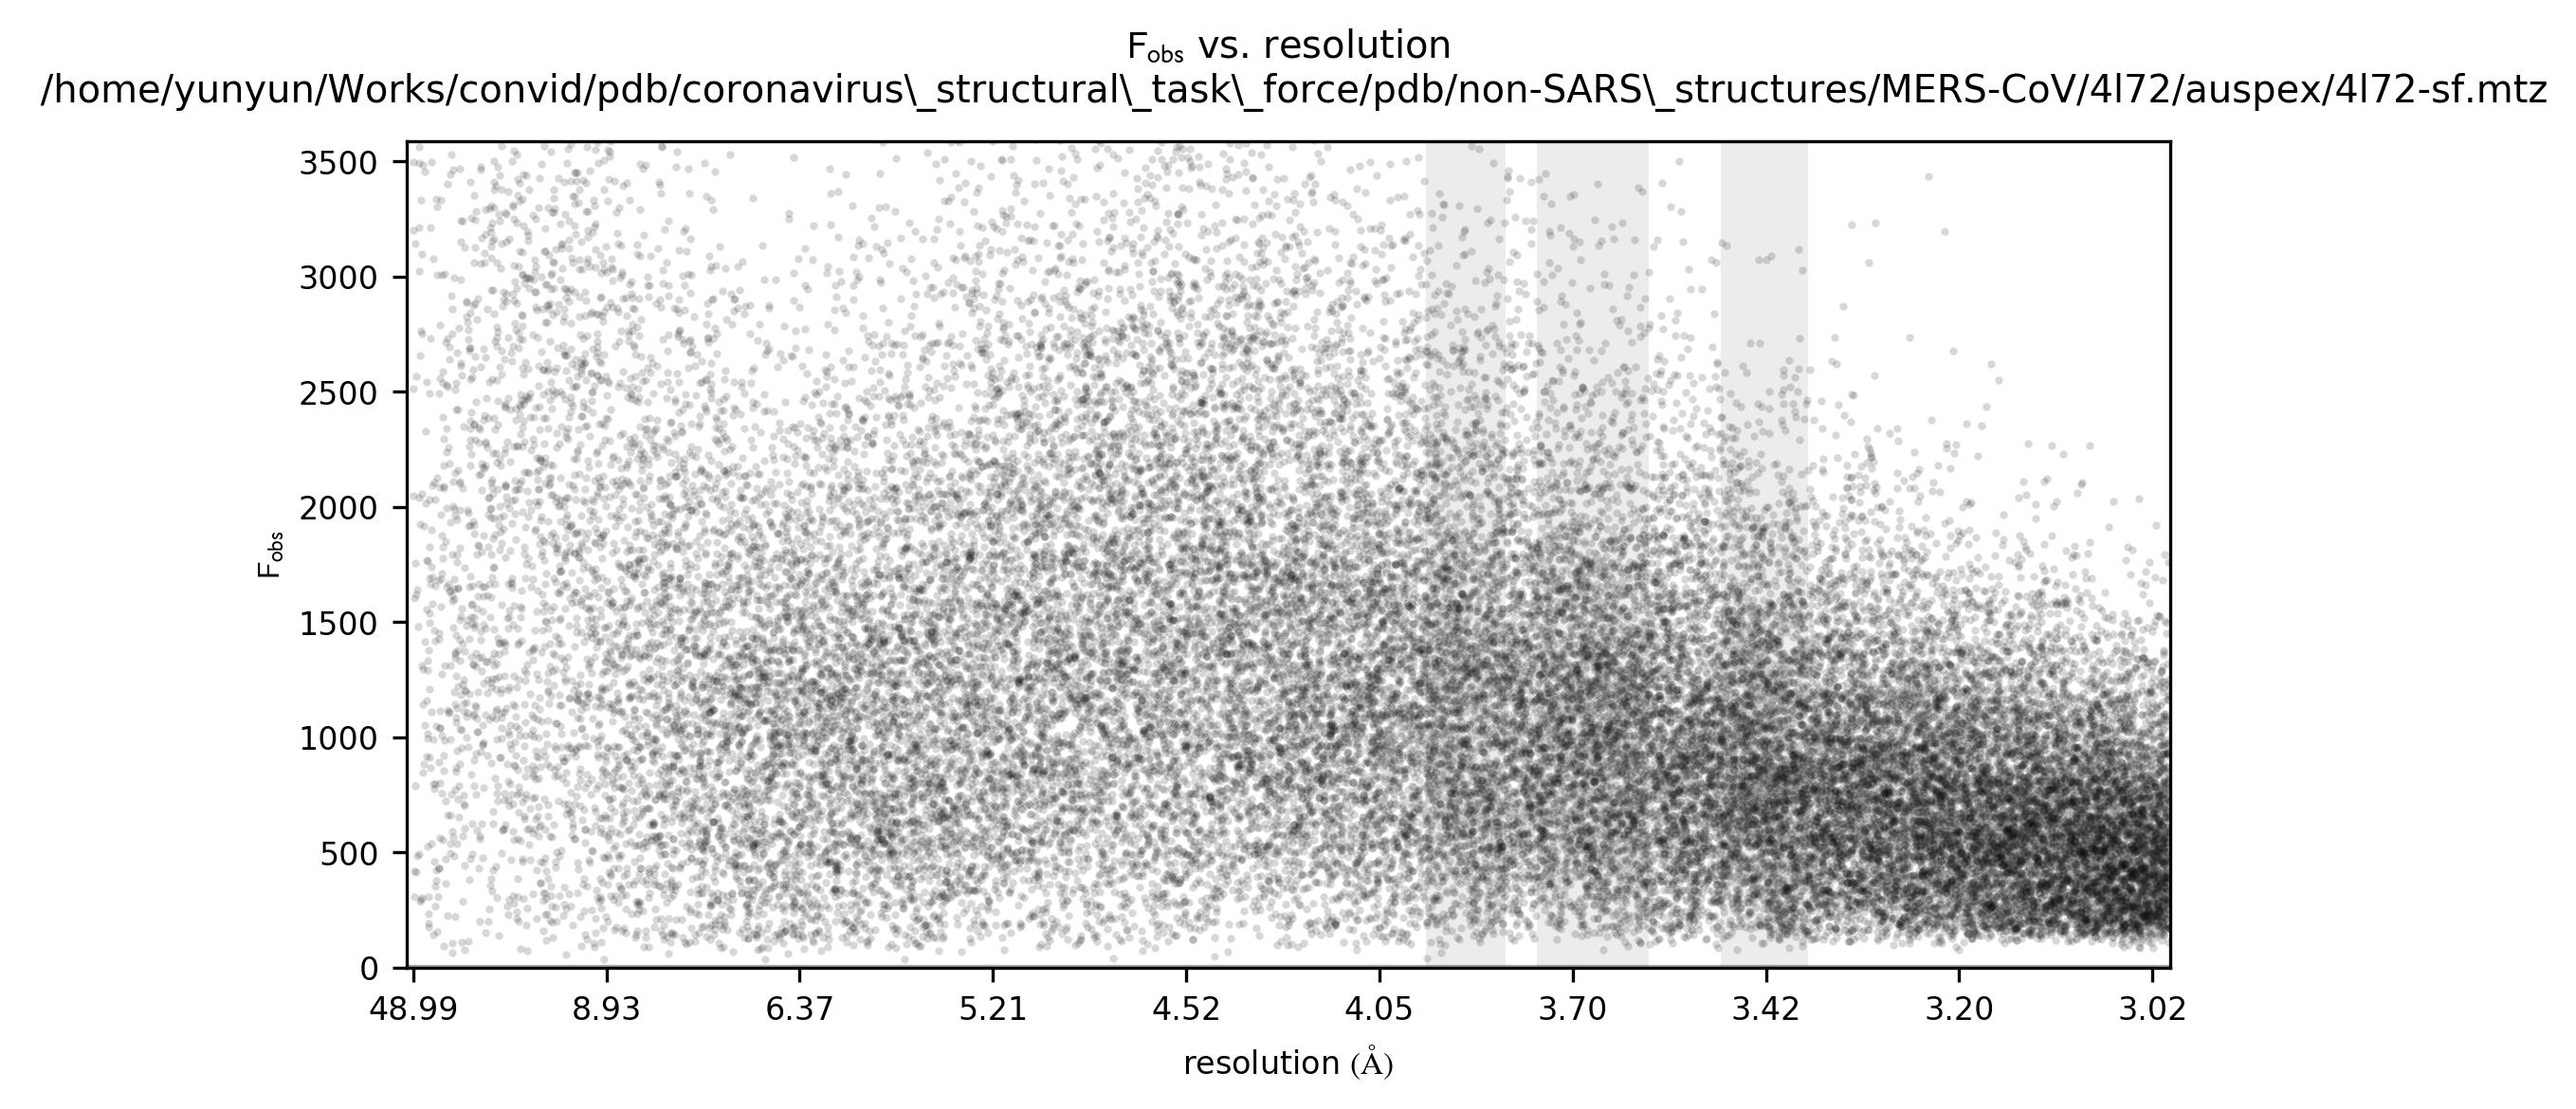 F_obs vs. resolution
/home/yunyun/Works/convid/pdb/coronavirus\_structural\_task\_force/pdb/non-SARS\_structures/MERS-CoV/4l72/auspex/4l72-sf.mtz
3500
3000
2500
2000
1500
1000
500
0
F_obs
48.99 8.93 6.37 5.21 4.52 4.05 3.70 3.42 3.20 3.02
resolution (Å)